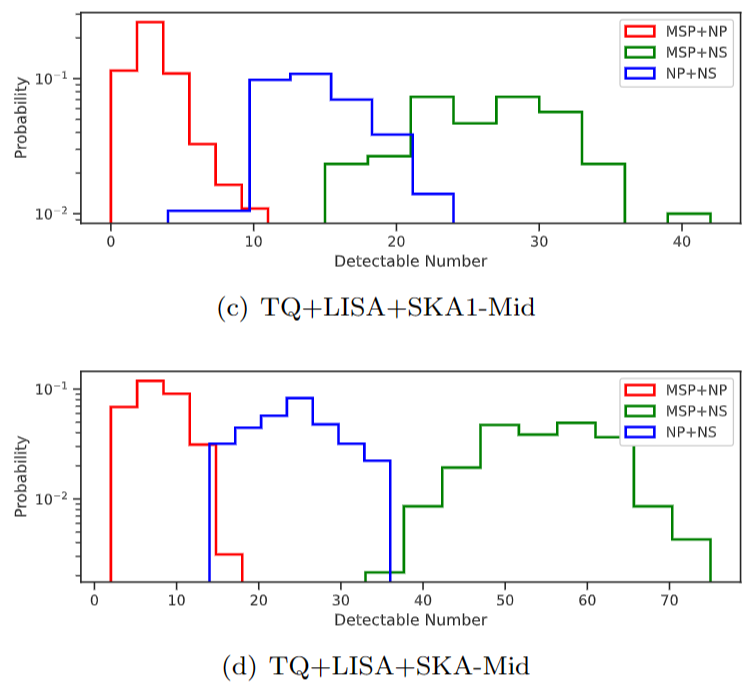 Probability
10⁻¹
10⁻²
MSP+NP
MSP+NS
NP+NS
0 10 20 30 40
Detectable Number
(c) TQ+LISA+SKA1-Mid
Probability
10⁻¹
10⁻²
MSP+NP
MSP+NS
NP+NS
0 10 20 30 40 50 60 70
Detectable Number
(d) TQ+LISA+SKA-Mid